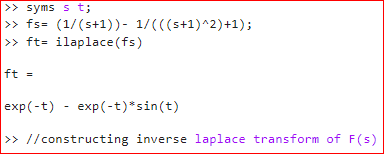 >> syms s t;
>> fs= (1/(s+1))- 1/(((s+1)^2)+1);
>> ft= ilaplace(fs)
ft =
exp(-t) - exp(-t)*sin(t)
>> //constructing inverse laplace transform of F(s)